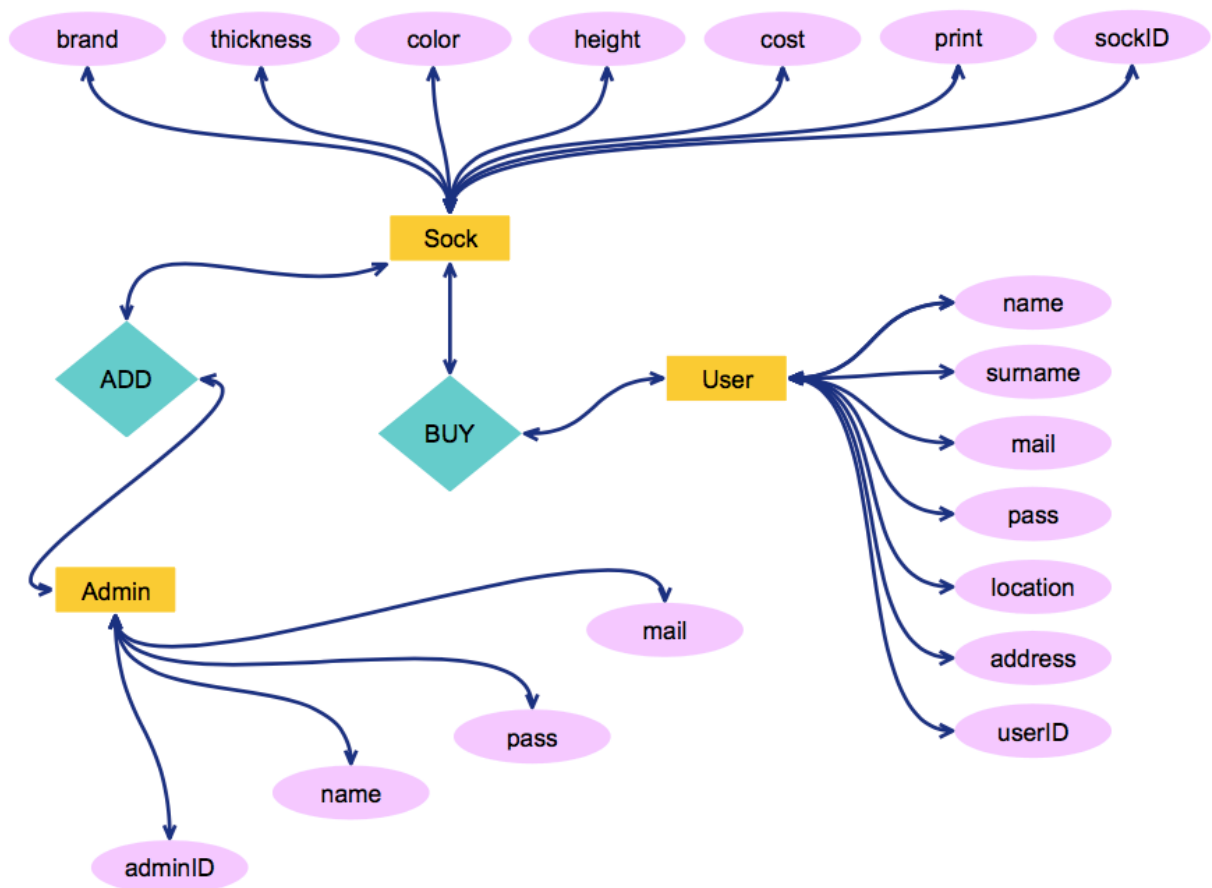 brand
thickness
color
height
cost
print
sockID
Sock
name
ADD
User
surname
BUY
mail
pass
location
Admin
mail
address
pass
userID
name
adminID